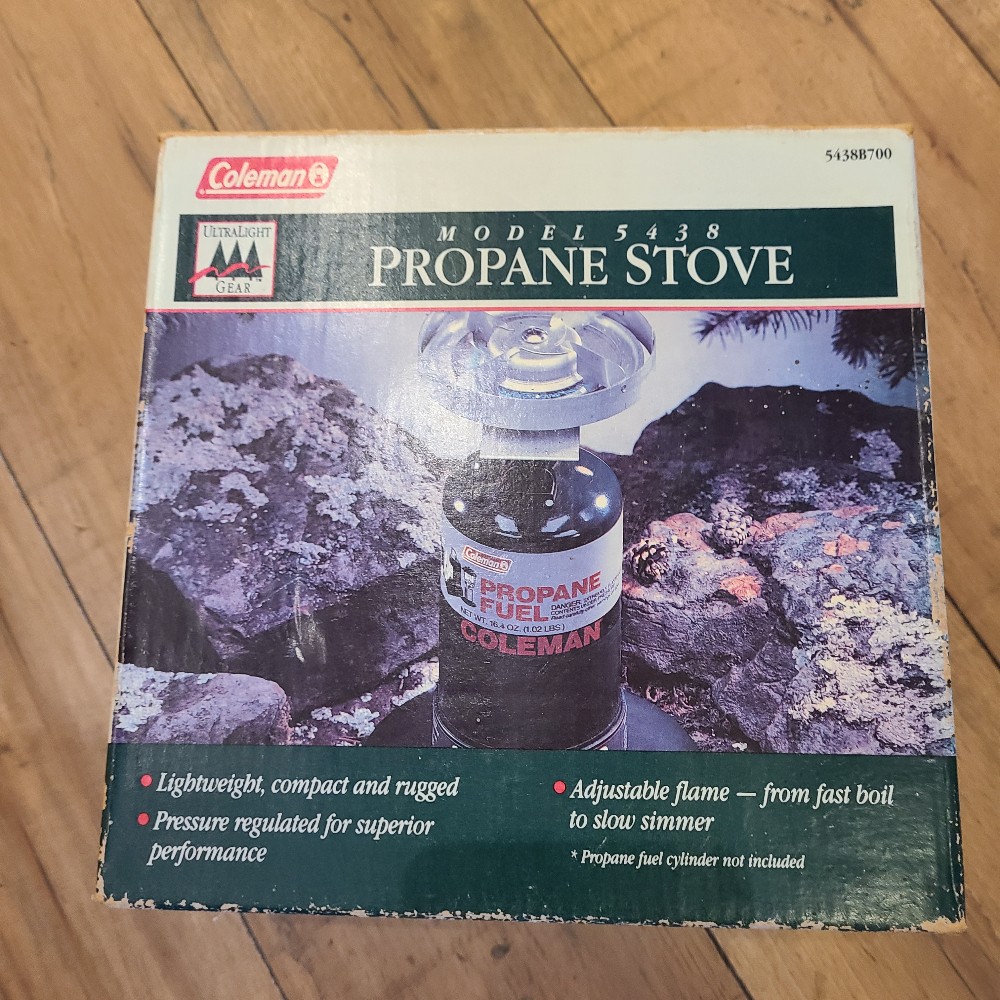 Coleman
5438B700
ULTRALIGHT
GEAR
MODEL 5438
PROPANE STOVE
Coleman
PROPANE
FUEL
NET WT. 16.4 OZ. (1.02 LBS.)
COLEMAN
• Lightweight, compact and rugged
• Pressure regulated for superior
performance
• Adjustable flame — from fast boil
to slow simmer
* Propane fuel cylinder not included